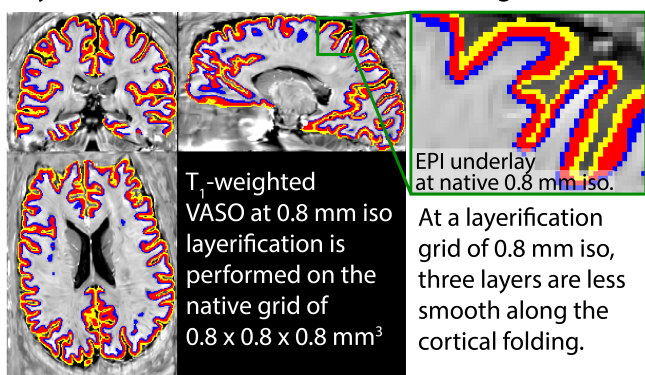 EPI underlay
at native 0.8 mm iso.
T₁-weighted
VASO at 0.8 mm iso
layerification is
performed on the
native grid of
0.8 x 0.8 x 0.8 mm³
At a layerification
grid of 0.8 mm iso,
three layers are less
smooth along the
cortical folding.